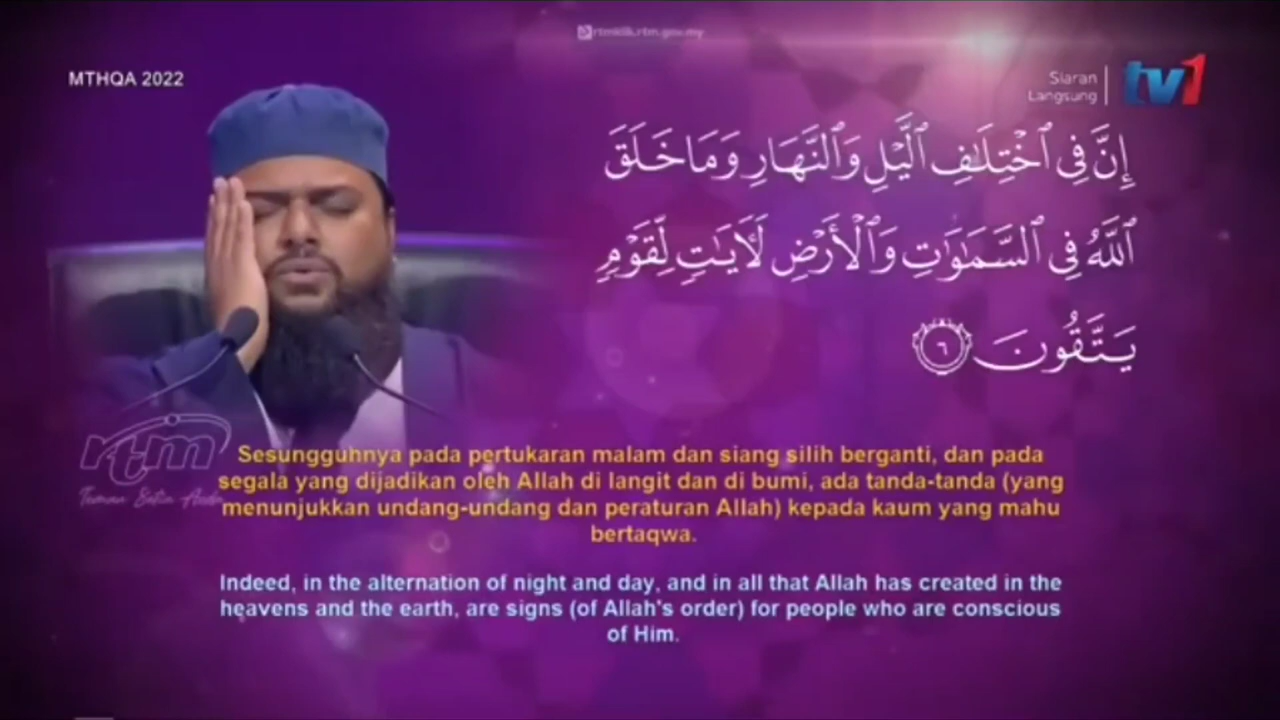 rtmklik.rtm.gov.my
MTHQA 2022
Siaran
Langsung
tv1
إِنَّ فِى ٱخْتِلَٰفِ ٱلَّيْلِ وَٱلنَّهَارِ وَمَا خَلَقَ
ٱللَّهُ فِى ٱلسَّمَٰوَٰتِ وَٱلْأَرْضِ لَءَايَٰتٍ لِّقَوْمٍ
يَتَّقُونَ ٦
rtm
Teman Setia Anda
Sesungguhnya pada pertukaran malam dan siang silih berganti, dan pada
segala yang dijadikan oleh Allah di langit dan di bumi, ada tanda-tanda (yang
menunjukkan undang-undang dan peraturan Allah) kepada kaum yang mahu
bertaqwa.
Indeed, in the alternation of night and day, and in all that Allah has created in the
heavens and the earth, are signs (of Allah's order) for people who are conscious
of Him.